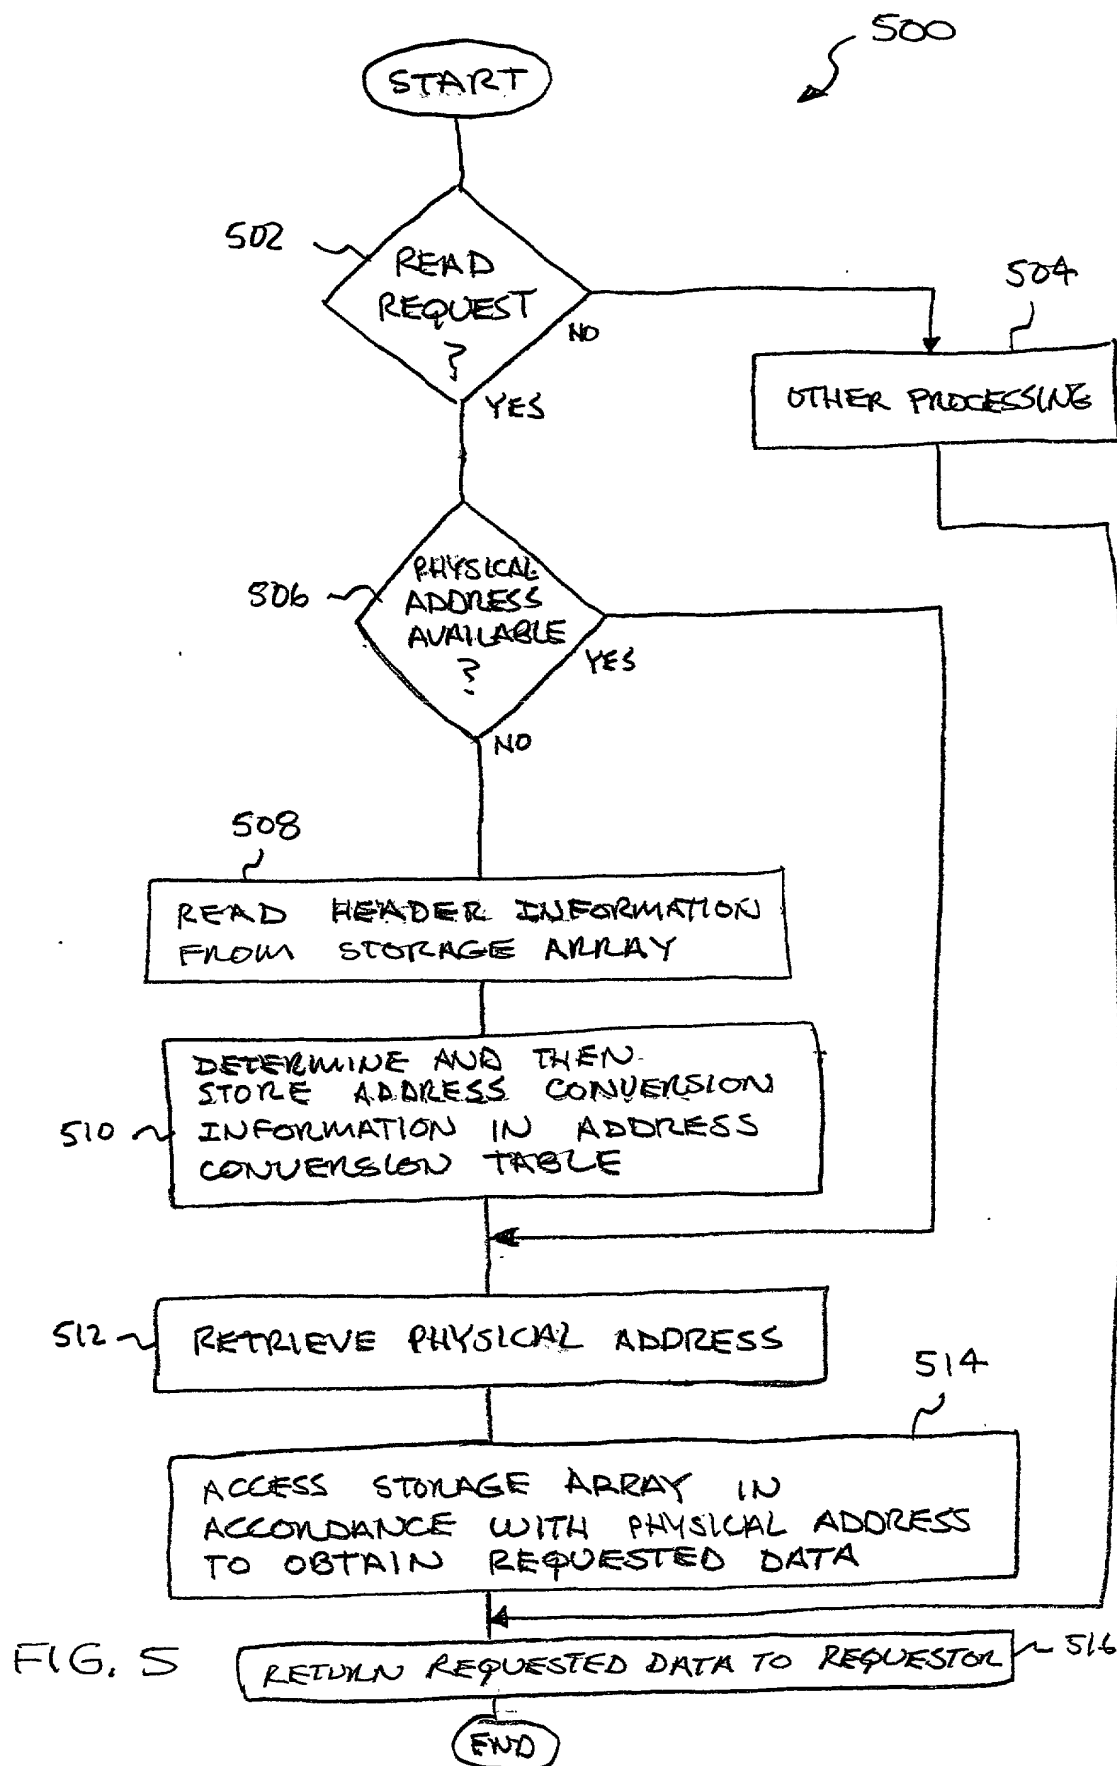 500
START
502
READ
REQUEST
?
NO
YES
504
OTHER PROCESSING
506
PHYSICAL
ADDRESS
AVAILABLE
?
YES
NO
508
READ HEADER INFORMATION
FROM STORAGE ARRAY
510
DETERMINE AND THEN
STORE ADDRESS CONVERSION
INFORMATION IN ADDRESS
CONVERSION TABLE
512
RETRIEVE PHYSICAL ADDRESS
514
ACCESS STORAGE ARRAY IN
ACCORDANCE WITH PHYSICAL ADDRESS
TO OBTAIN REQUESTED DATA
516
RETURN REQUESTED DATA TO REQUESTOR
FIG. 5
END